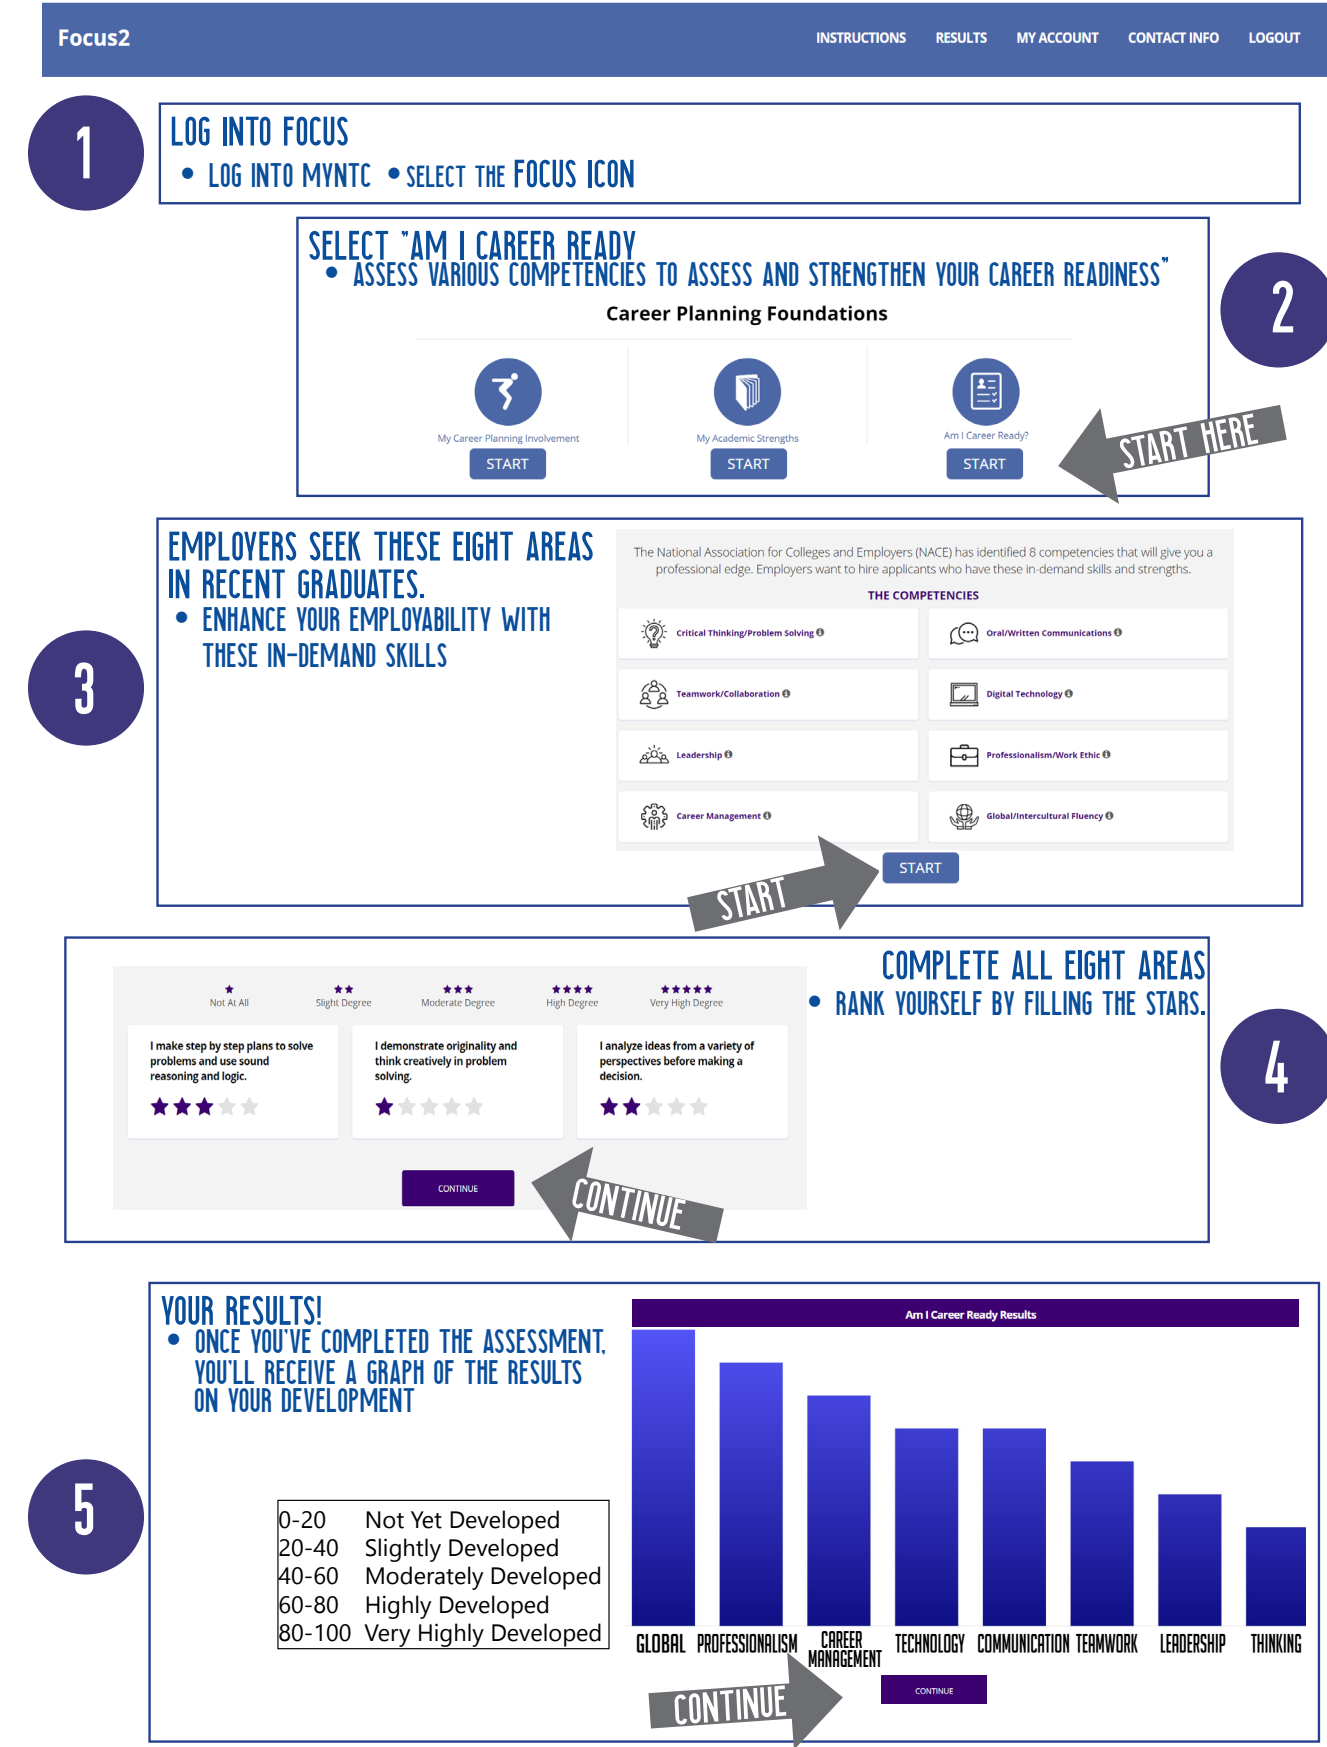 Focus2
INSTRUCTIONS RESULTS MY ACCOUNT CONTACT INFO LOGOUT
1
LOG INTO FOCUS
• LOG INTO MYNTC • SELECT THE FOCUS ICON
SELECT "AM I CAREER READY
• ASSESS VARIOUS COMPETENCIES TO ASSESS AND STRENGTHEN YOUR CAREER READINESS"
2
Career Planning Foundations
My Career Planning Involvement My Academic Strengths Am I Career Ready?
START START START
START HERE
3
EMPLOYERS SEEK THESE EIGHT AREAS
IN RECENT GRADUATES.
• ENHANCE YOUR EMPLOYABILITY WITH
THESE IN-DEMAND SKILLS
The National Association for Colleges and Employers (NACE) has identified 8 competencies that will give you a
professional edge. Employers want to hire applicants who have these in-demand skills and strengths.
THE COMPETENCIES
Critical Thinking/Problem Solving Oral/Written Communications
Teamwork/Collaboration Digital Technology
Leadership Professionalism/Work Ethic
Career Management Global/Intercultural Fluency
START
START
COMPLETE ALL EIGHT AREAS
• RANK YOURSELF BY FILLING THE STARS.
4
Not At All Slight Degree Moderate Degree High Degree Very High Degree
I make step by step plans to solve
problems and use sound
reasoning and logic.
I demonstrate originality and
think creatively in problem
solving.
I analyze ideas from a variety of
perspectives before making a
decision.
CONTINUE
CONTINUE
5
YOUR RESULTS!
• ONCE YOU'VE COMPLETED THE ASSESSMENT,
YOU'LL RECEIVE A GRAPH OF THE RESULTS
ON YOUR DEVELOPMENT
0-20 Not Yet Developed
20-40 Slightly Developed
40-60 Moderately Developed
60-80 Highly Developed
80-100 Very Highly Developed
Am I Career Ready Results
GLOBAL PROFESSIONALISM CAREER MANAGEMENT TECHNOLOGY COMMUNICATION TEAMWORK LEADERSHIP THINKING
CONTINUE
CONTINUE